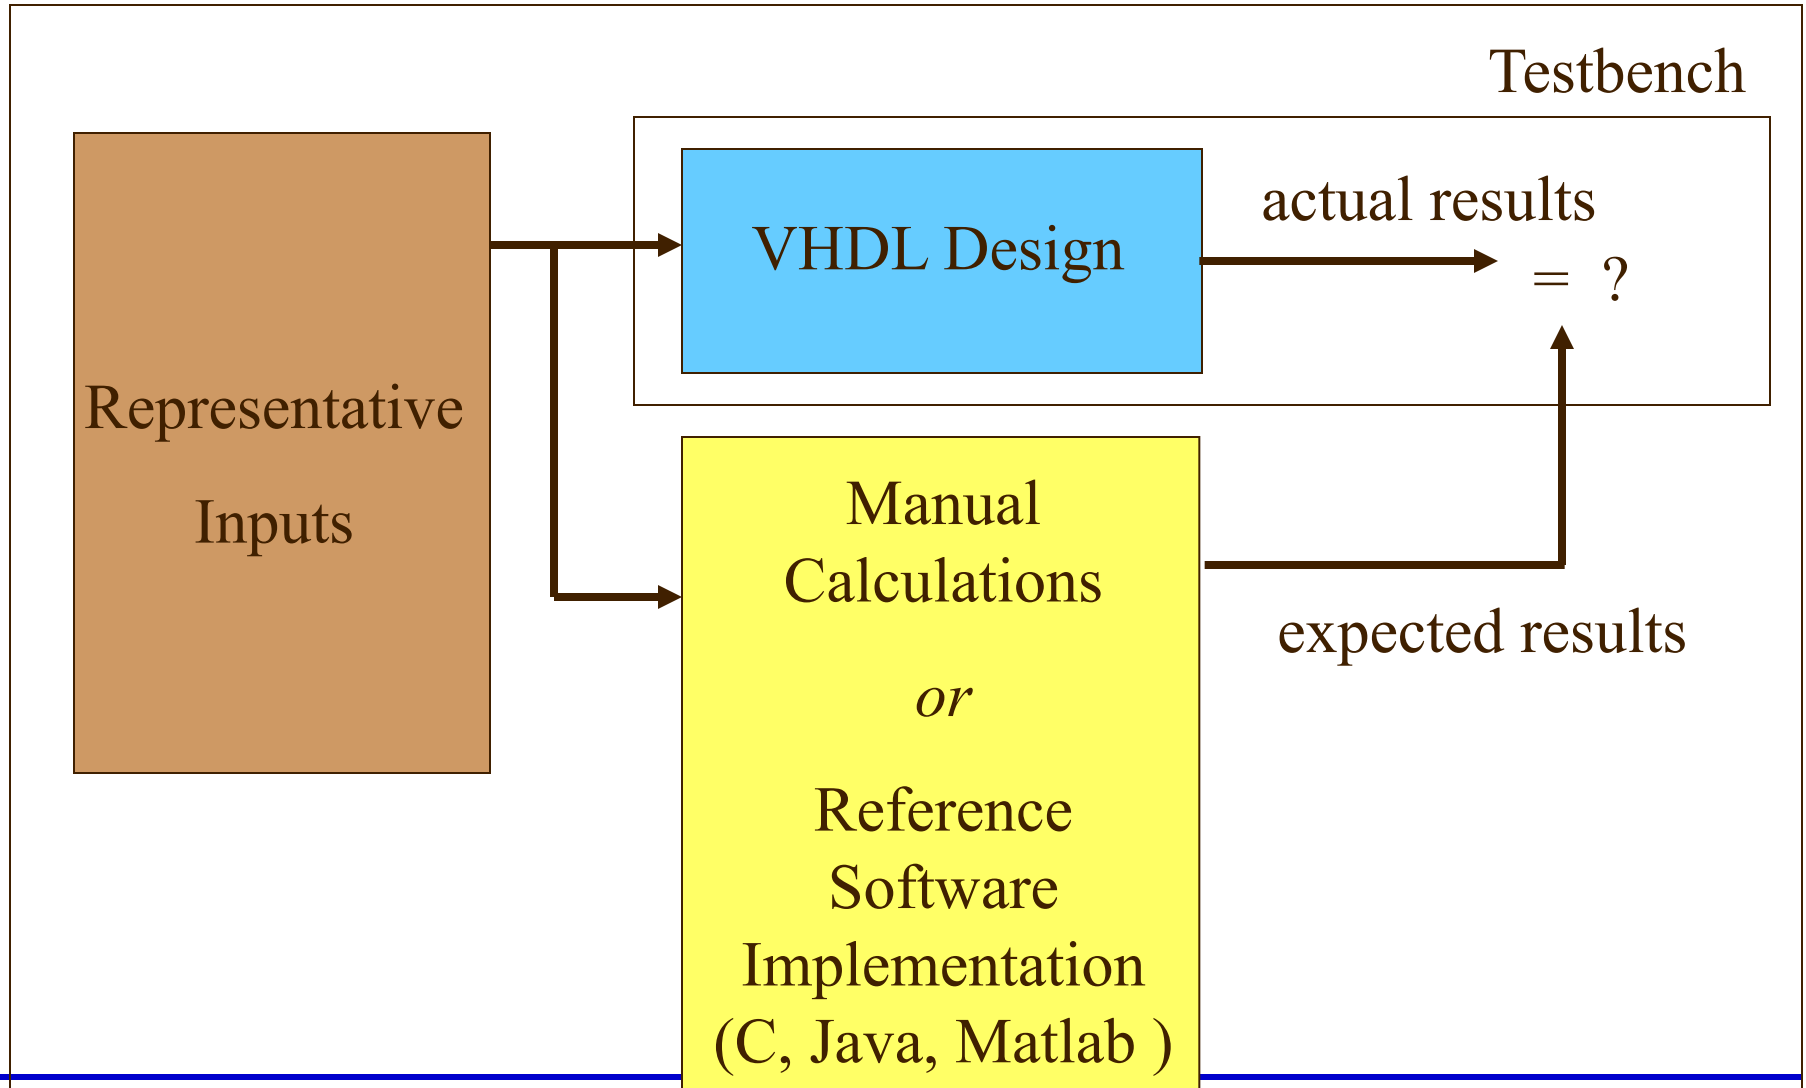 Testbench
Representative
Inputs
VHDL Design
actual results
= ?
Manual
Calculations
or
Reference
Software
Implementation
(C, Java, Matlab )
expected results